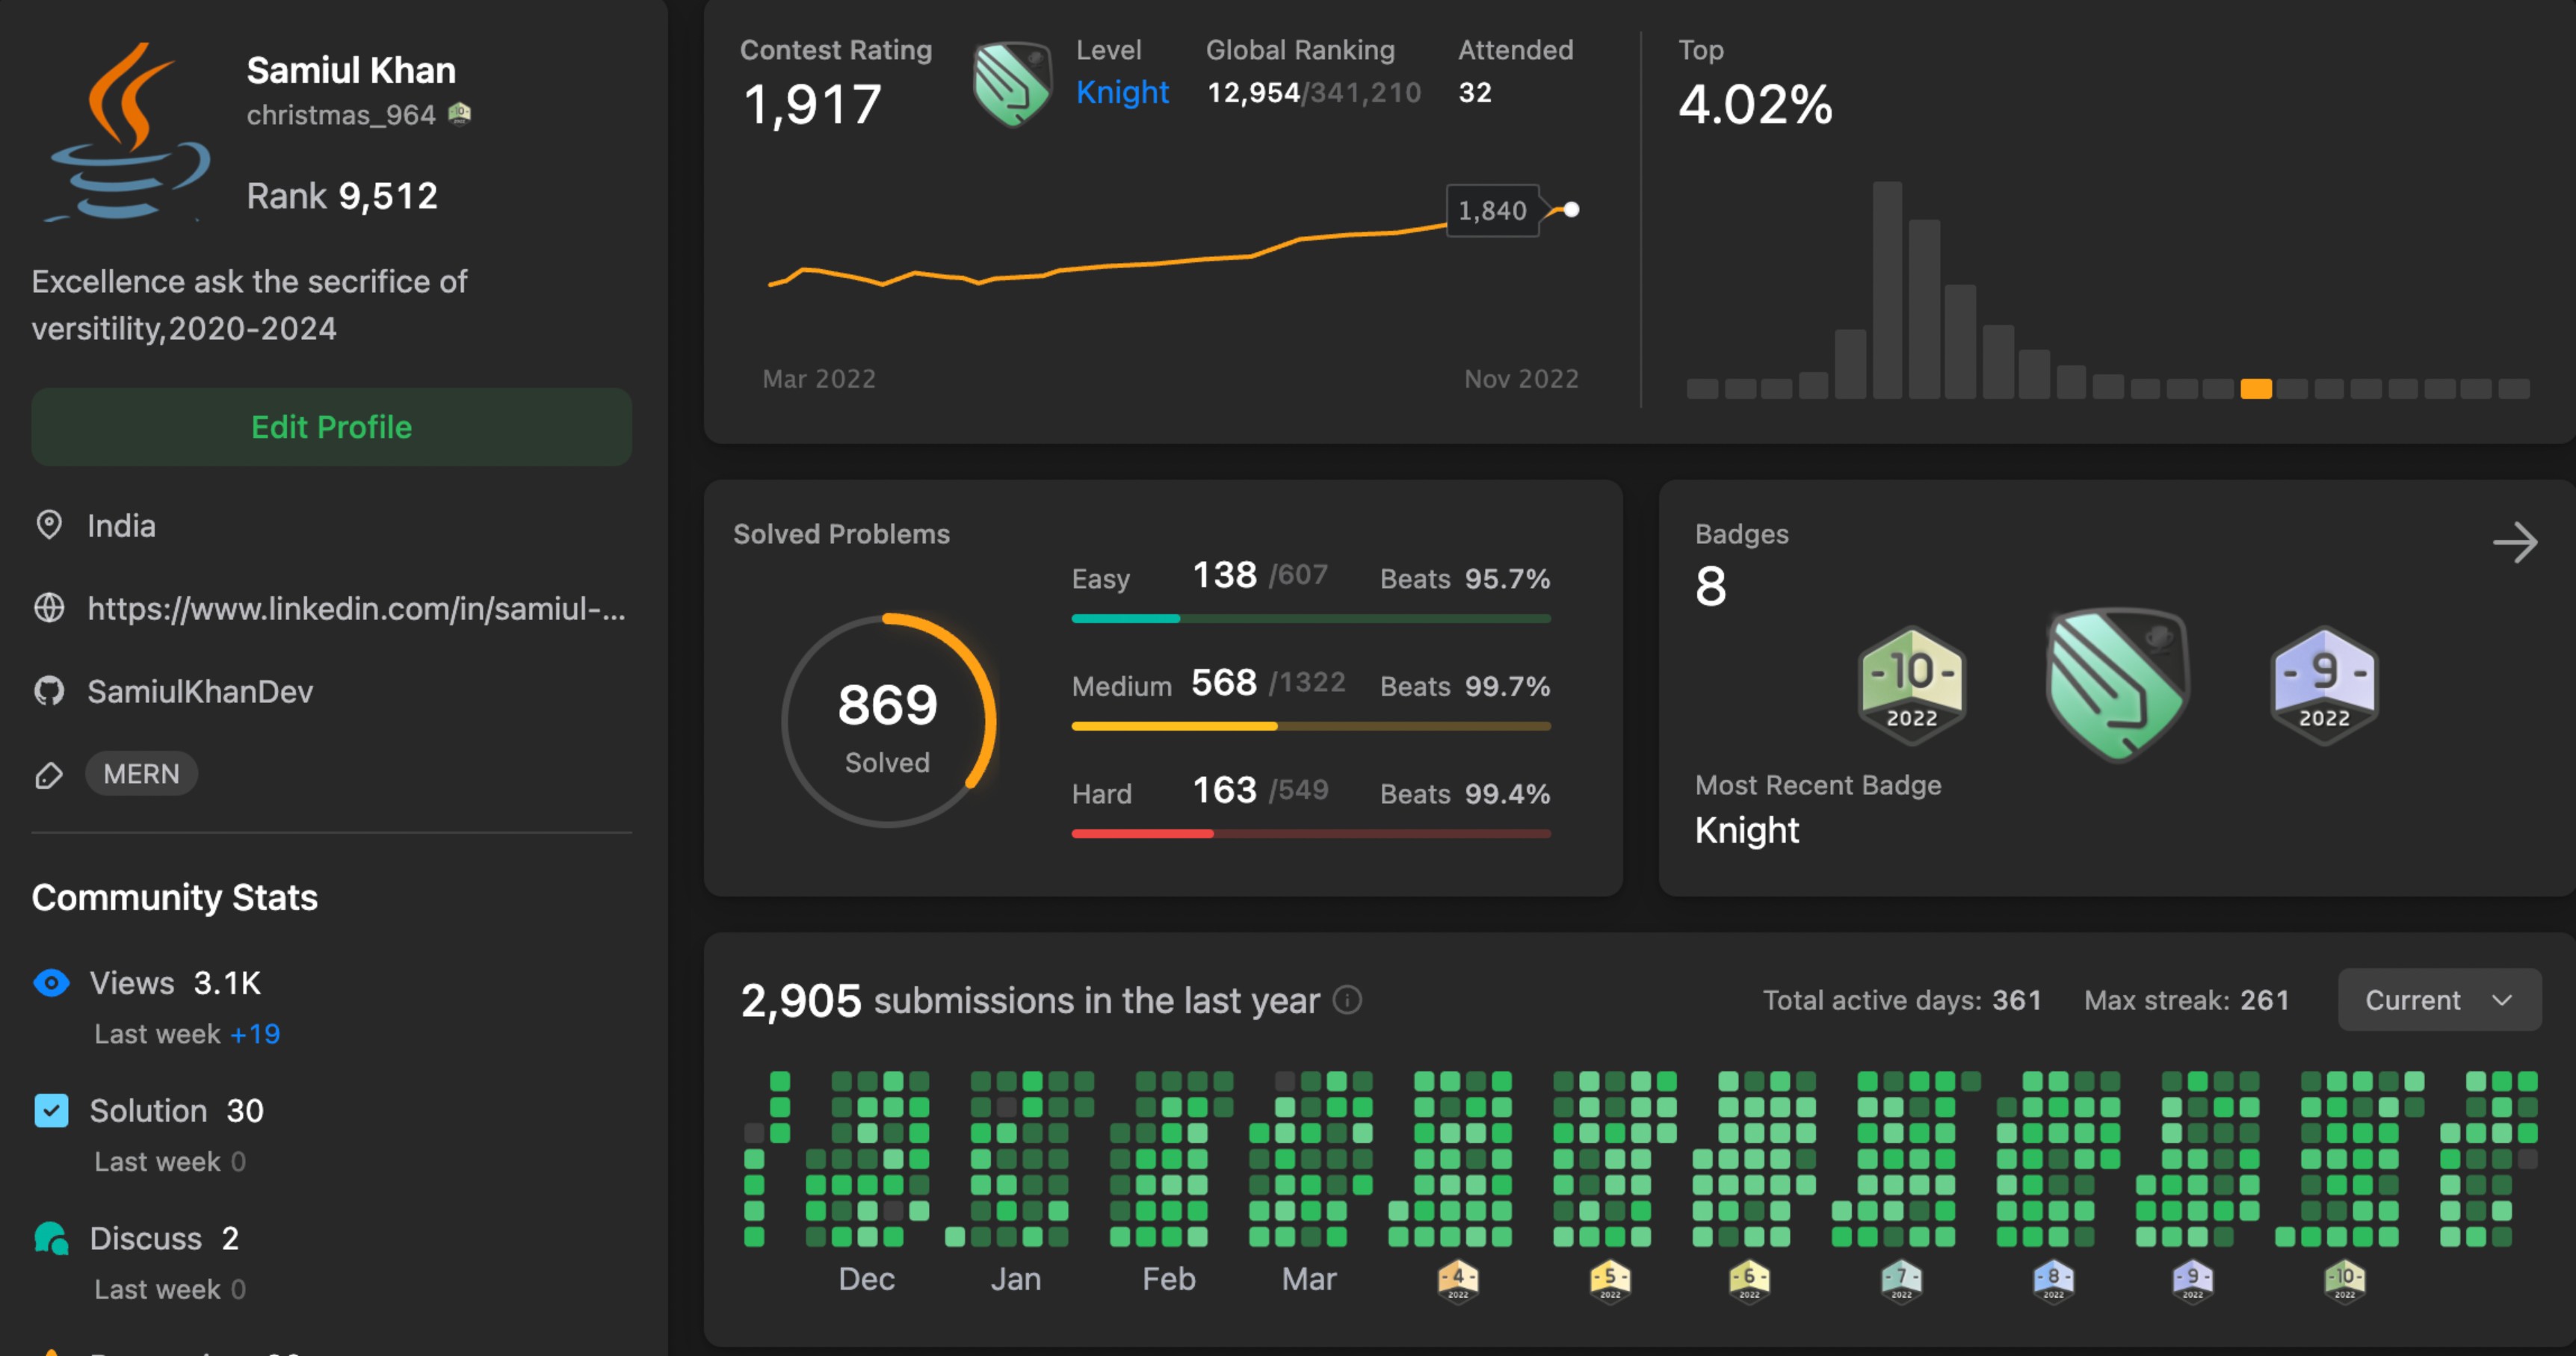 Samiul Khan
christmas_964
Rank 9,512
Excellence ask the secrifice of
versitility,2020-2024
Edit Profile
India
https://www.linkedin.com/in/samiul-...
SamiulKhanDev
MERN
Community Stats
Views 3.1K
Last week +19
Solution 30
Last week 0
Discuss 2
Last week 0
Contest Rating
1,917
Level
Knight
Global Ranking
12,954/341,210
Attended
32
1,840
Mar 2022
Nov 2022
Top
4.02%
Solved Problems
869
Solved
Easy 138 /607 Beats 95.7%
Medium 568 /1322 Beats 99.7%
Hard 163 /549 Beats 99.4%
Badges
8
-10-
2022
-9-
2022
Most Recent Badge
Knight
2,905 submissions in the last year
Total active days: 361 Max streak: 261
Current
Dec Jan Feb Mar
-4-
2022
-5-
2022
-6-
2022
-7-
2022
-8-
2022
-9-
2022
-10-
2022